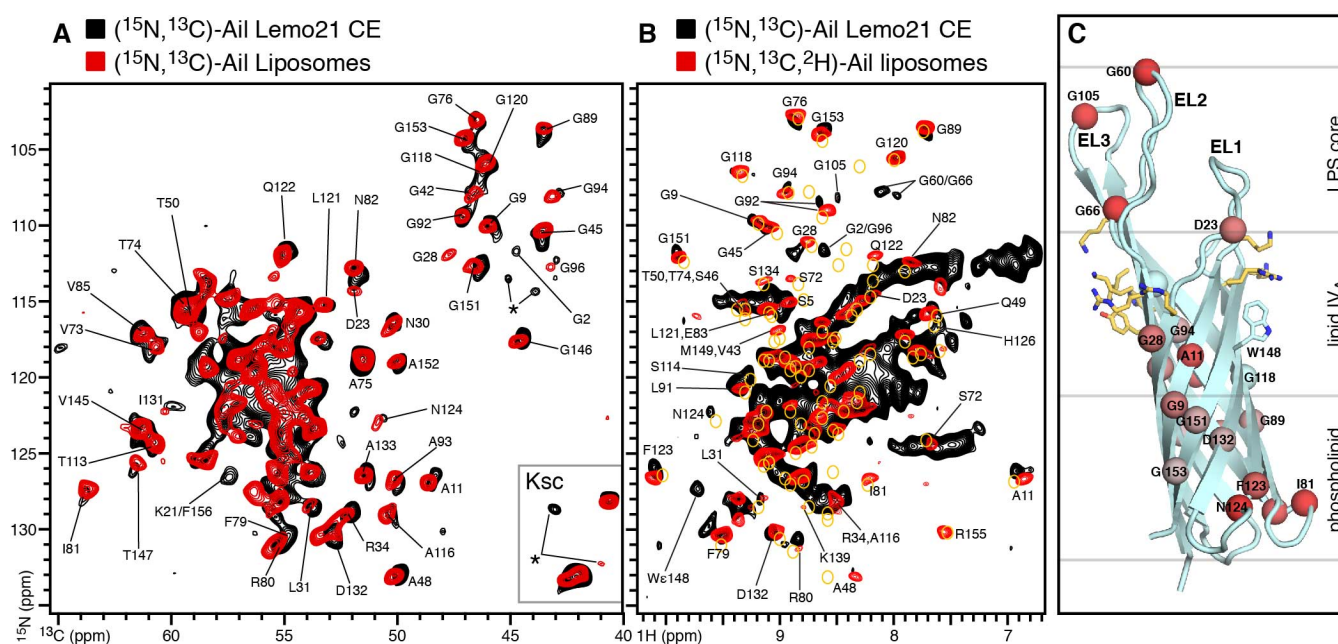 A
(¹⁵N,¹³C)-Ail Lemo21 CE
(¹⁵N,¹³C)-Ail Liposomes
G76
G120
G153
G89
G118
G42
G94
G92
G9
G45
G28
G96
G151
G2
*
G146
Q122
L121
N82
T50
T74
V85
V73
D23
N30
A152
A75
V145
I131
T113
N124
A133
A93
K21/F156
A11
I81
T147
F79
R34
A116
R80
L31
D132
A48
Ksc
*
105
110
115
120
125
130
¹⁵N (ppm)
¹³C (ppm)
60
55
50
45
40
B
(¹⁵N,¹³C)-Ail Lemo21 CE
(¹⁵N,¹³C,²H)-Ail liposomes
G76
G153
G89
G120
G118
G94
G105
G60/G66
G92
G9
N82
G28
G2/G96
G45
Q122
G151
T50,T74,S46
S134
S72
S5
D23
Q49
L121,E83
M149,V43
H126
S114
L91
S72
N124
F123
L31
I81
A11
R34,A116
R155
K139
F79
Wε148
D132
R80
A48
1H (ppm)
9
8
7
C
G60
G105
EL2
EL3
EL1
G66
D23
G94
G28
A11
W148
G118
G9
G151
G89
D132
G153
F123
I81
N124
LPS core
lipid IV
A
phospholipid